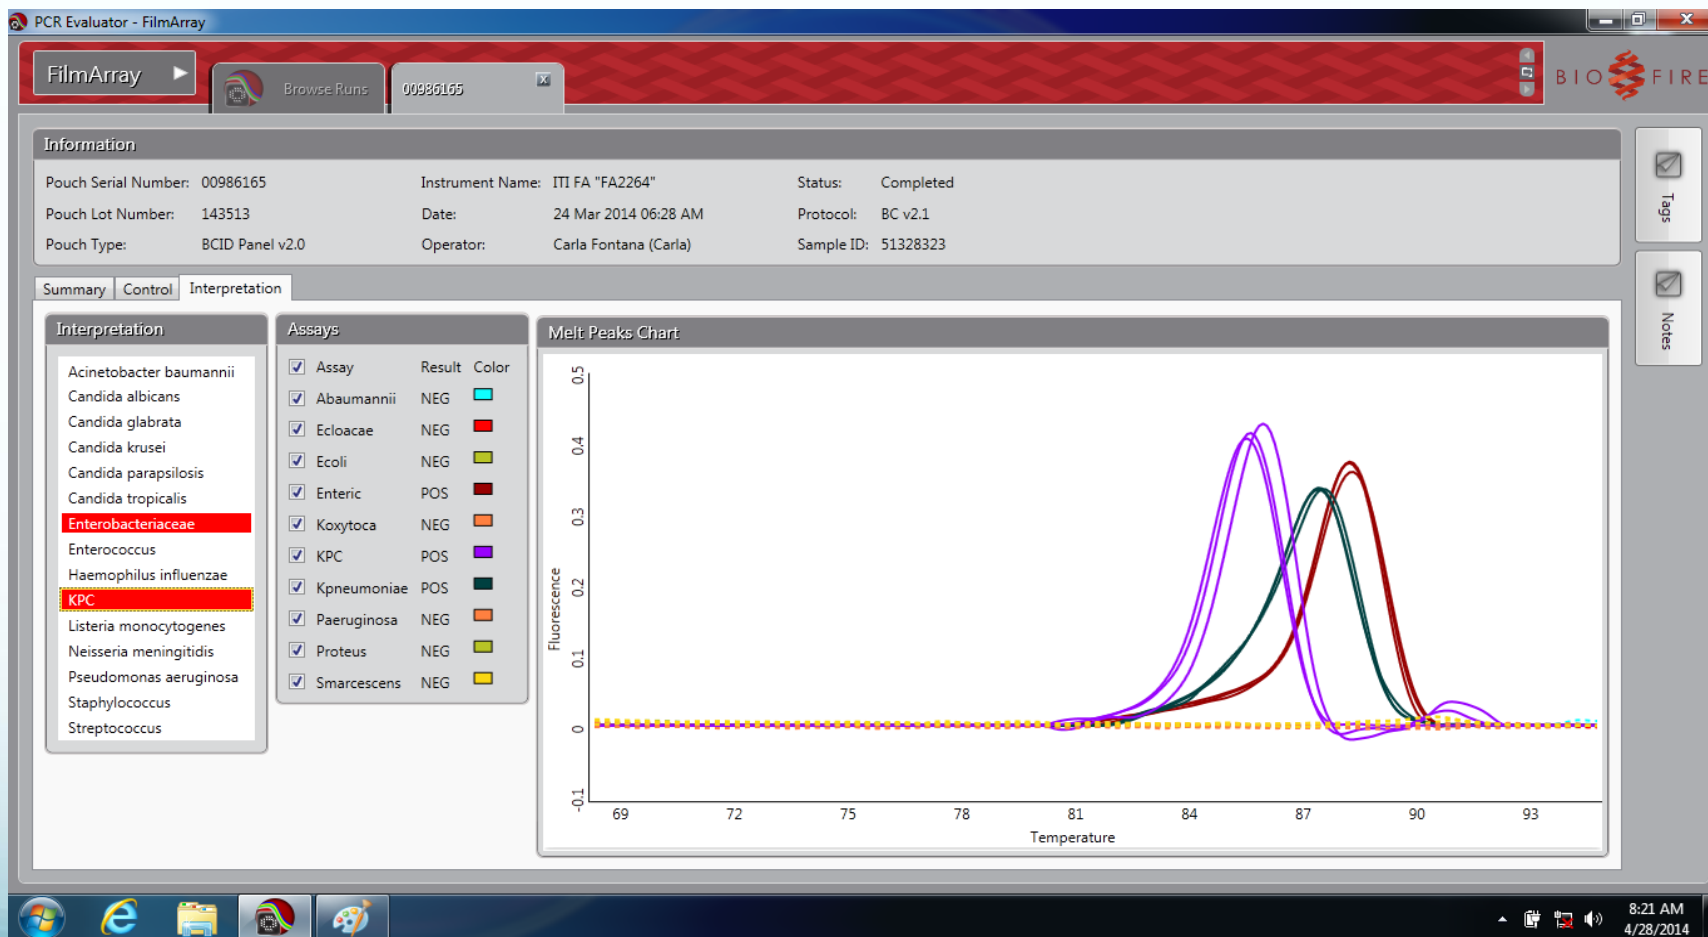 PCR Evaluator - FilmArray
FilmArray
Browse Runs
00986165
BIO FIRE
Information
Pouch Serial Number: 00986165 Instrument Name: ITI FA "FA2264" Status: Completed
Pouch Lot Number: 143513 Date: 24 Mar 2014 06:28 AM Protocol: BC v2.1
Pouch Type: BCID Panel v2.0 Operator: Carla Fontana (Carla) Sample ID: 51328323
Tags
Notes
Summary Control Interpretation
Interpretation
Acinetobacter baumannii
Candida albicans
Candida glabrata
Candida krusei
Candida parapsilosis
Candida tropicalis
Enterobacteriaceae
Enterococcus
Haemophilus influenzae
KPC
Listeria monocytogenes
Neisseria meningitidis
Pseudomonas aeruginosa
Staphylococcus
Streptococcus
Assays
Assay Result Color
Abaumannii NEG
Ecloacae NEG
Ecoli NEG
Enteric POS
Koxytoca NEG
KPC POS
Kpneumoniae POS
Paeruginosa NEG
Proteus NEG
Smarcescens NEG
Melt Peaks Chart
0.5
0.4
0.3
0.2
0.1
0
-0.1
Fluorescence
69 72 75 78 81 84 87 90 93
Temperature
8:21 AM
4/28/2014